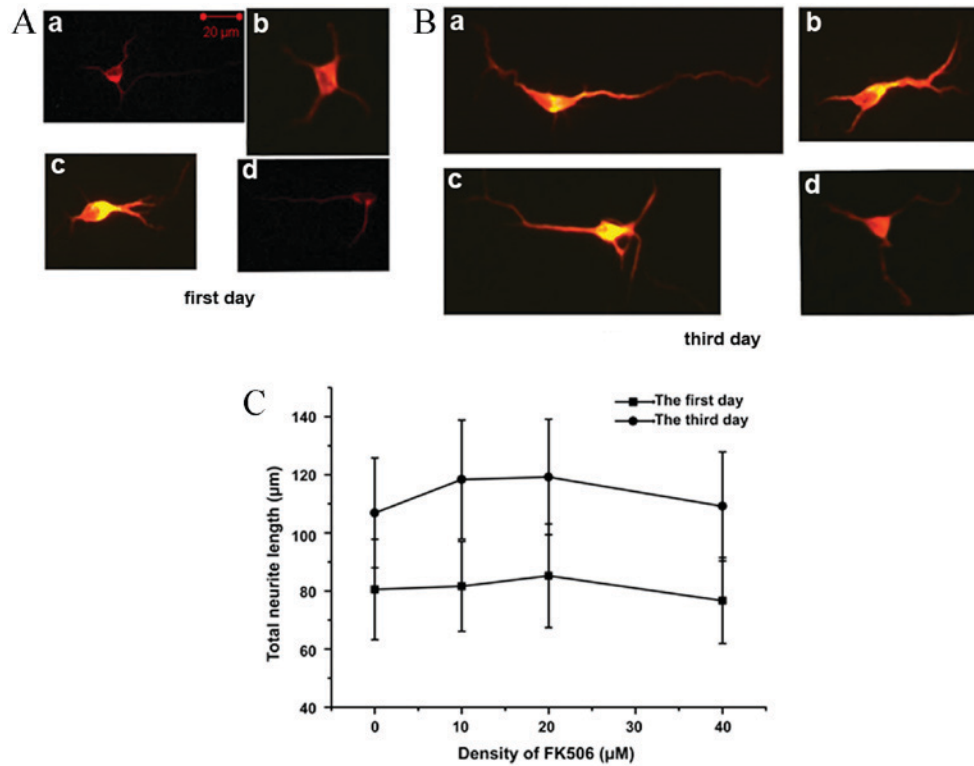 A
a
20 µm
b
c
d
first day
B
a
b
c
d
third day
C
The first day
The third day
Total neurite length (µm)
140
120
100
80
60
40
0
10
20
30
40
Density of FK506 (µM)